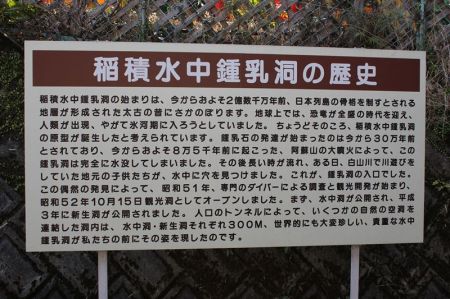 稲積水中鍾乳洞の歴史
稲積水中鍾乳洞の始まりは、今からおよそ2億数千万年前、日本列島の骨格を制するとされる
地層が形成された太古の昔にさかのぼります。地球上では、恐竜が全盛の時代を迎え、
人類が出現、やがて氷河期に入ろうとしていました。ちょうどそのころ、稲積水中鍾乳洞
の原型が誕生したと考えられています。鍾乳石の発達が始まったのは今から30万年前
とされており、今からおよそ8万5千年前に起こった阿蘇山の大噴火によって、この
鍾乳洞は完全に水没してしまいました。その後長い時が流れ、ある日、白山川で川遊びを
していた地元の子供たちが、水中に穴を見つけました。これが、鍾乳洞の入口でした。
この偶然の発見によって、昭和51年、専門のダイバーによる調査と観光開発が始まり、
昭和52年10月15日観光洞としてオープンしました。まず、水中洞が公開され、平成
3年に新生洞が公開されました。人口のトンネルによって、いくつかの自然の空洞を
連結した洞内は、水中洞・新生洞それぞれ300M、世界的にも大変珍しい、貴重な水中
鍾乳洞が私たちの前にその姿を現したのです。